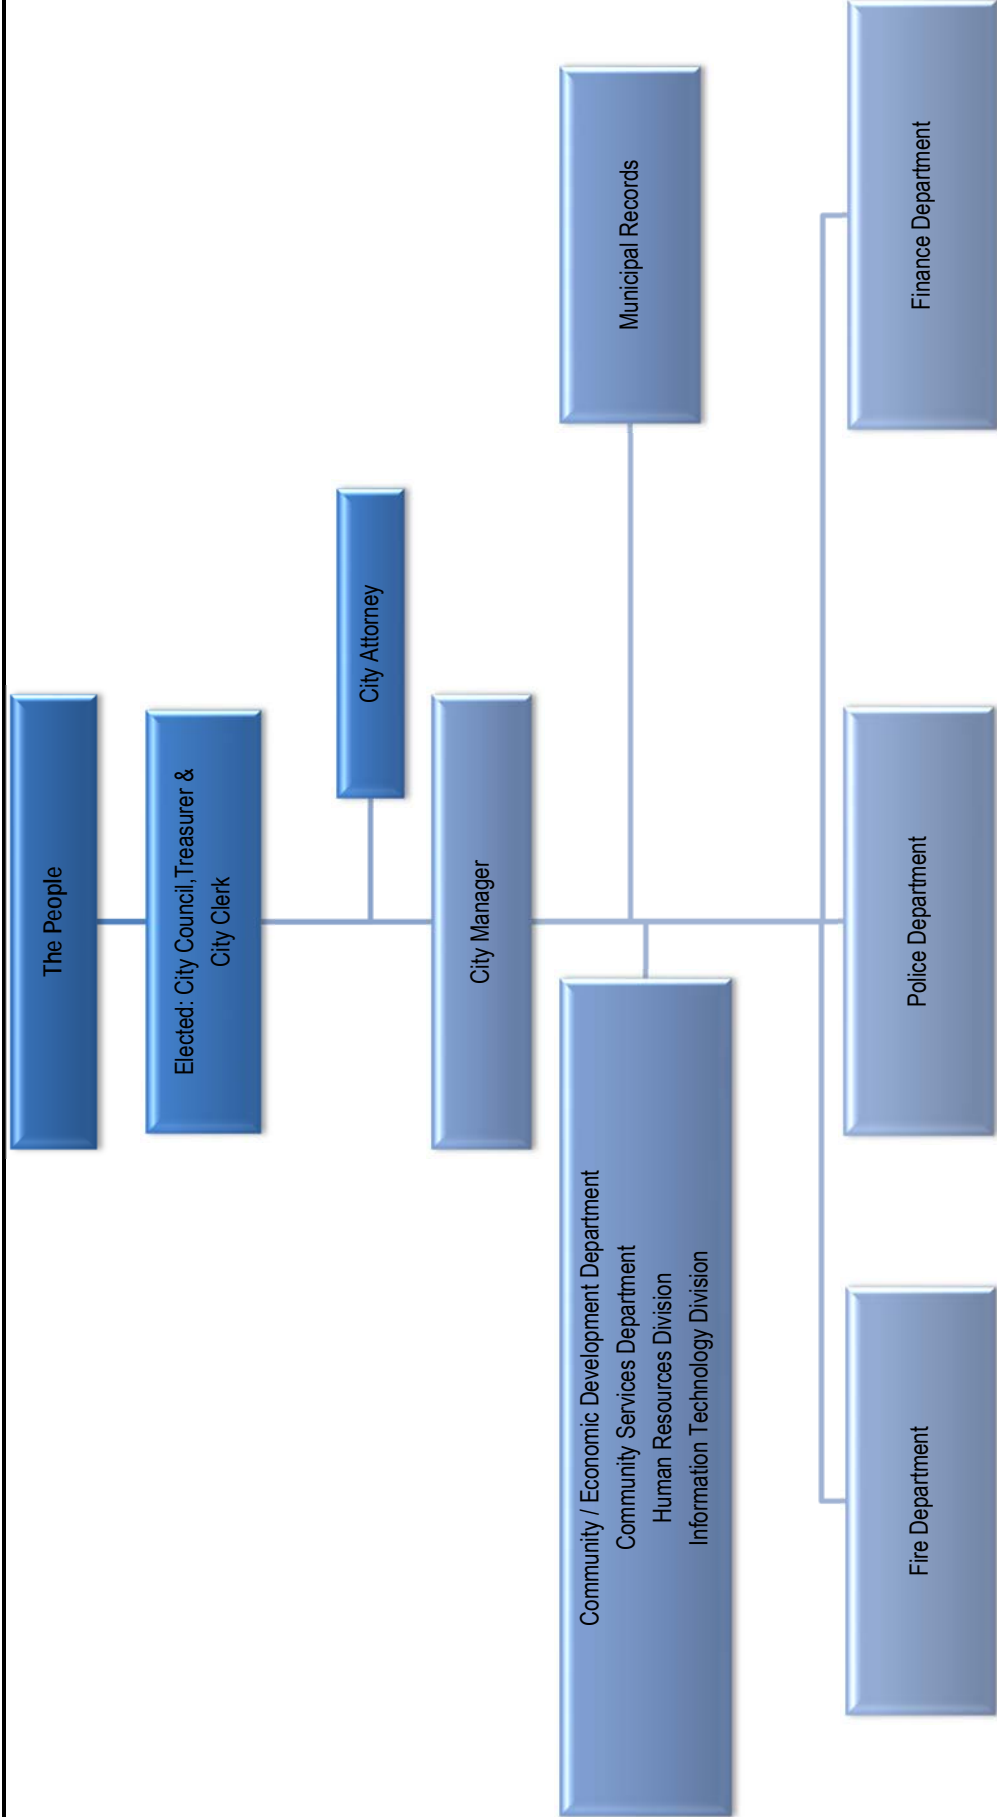 The People
Elected: City Council,Treasurer &
City Clerk
City Attorney
City Manager
Community / Economic Development Department
Community Services Department
Human Resources Division
Information Technology Division
Municipal Records
Fire Department
Police Department
Finance Department